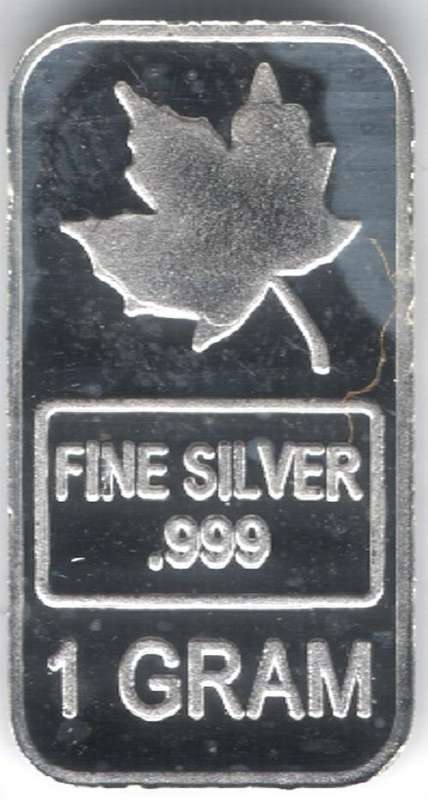 FINE SILVER
.999
1 GRAM